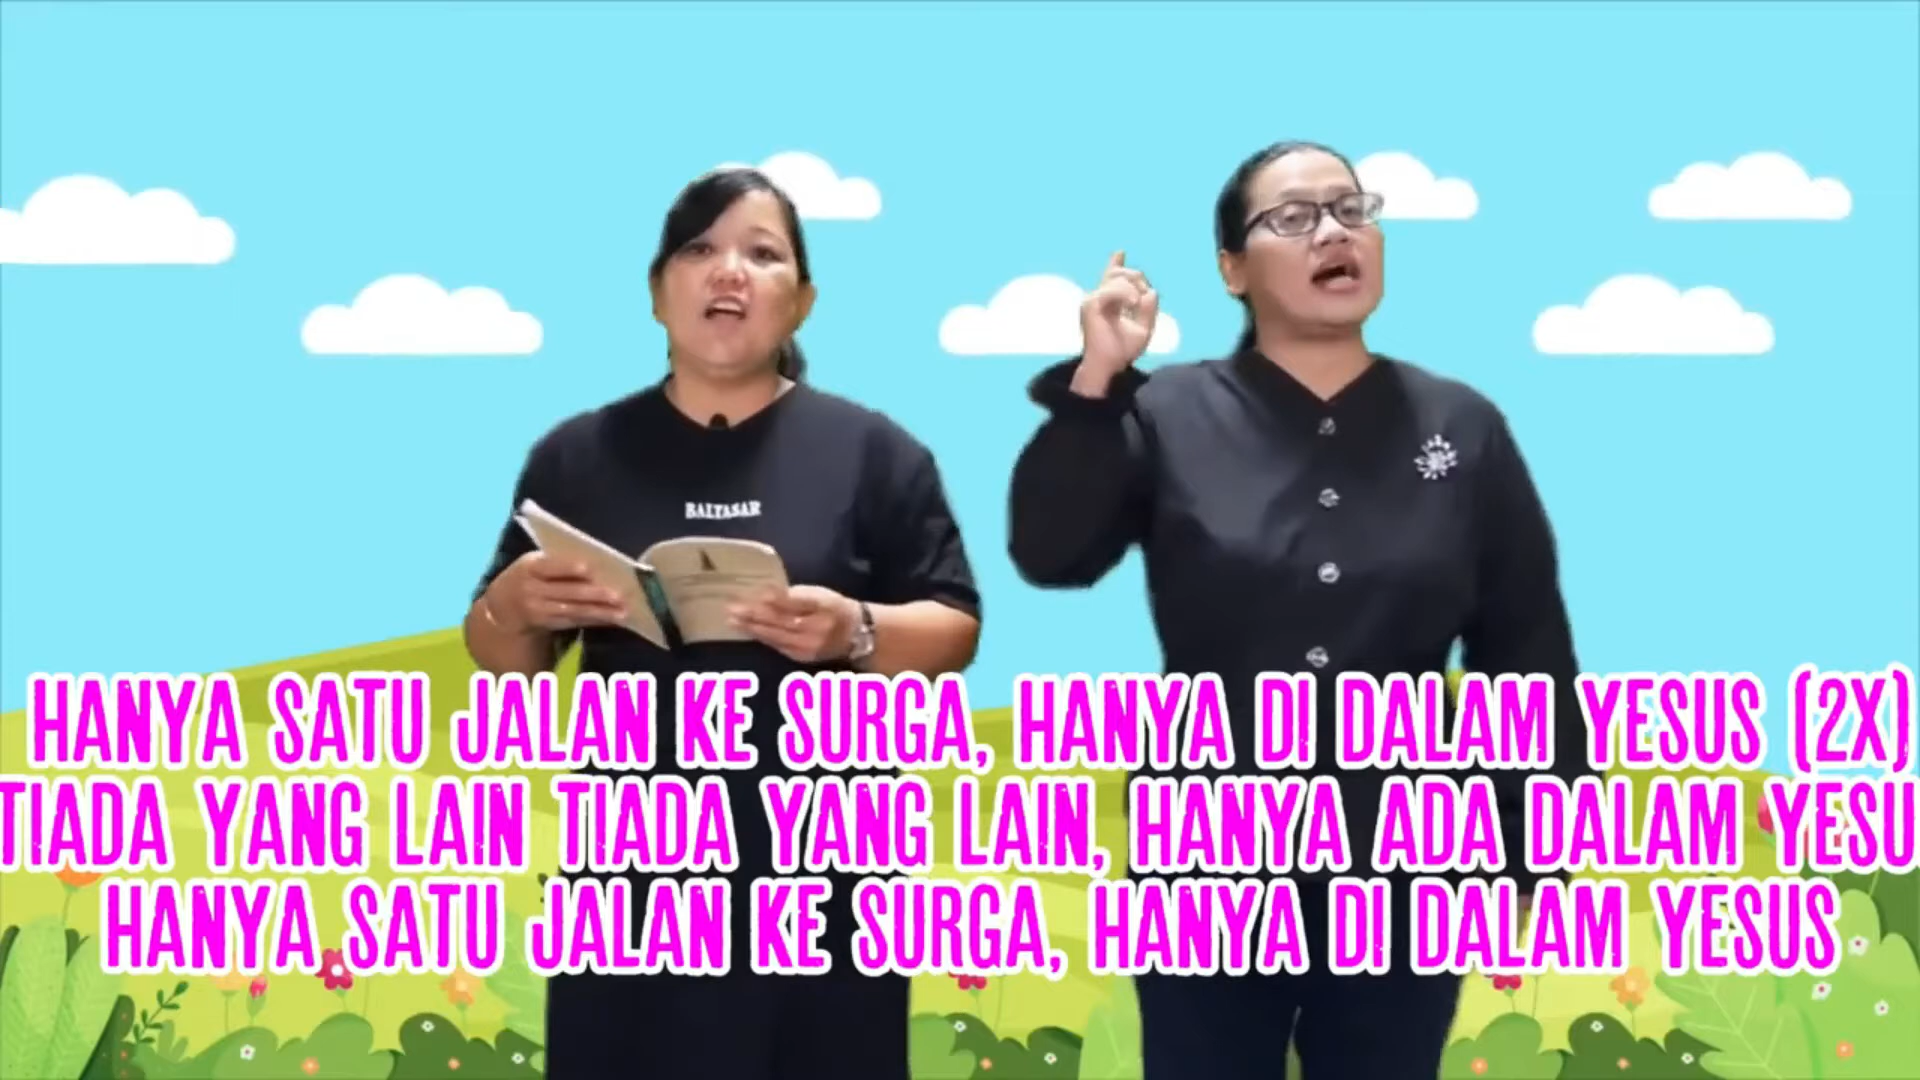 BALTASAR
HANYA SATU JALAN KE SURGA, HANYA DI DALAM YESUS (2X)
TIADA YANG LAIN TIADA YANG LAIN, HANYA ADA DALAM YESU
HANYA SATU JALAN KE SURGA, HANYA DI DALAM YESUS